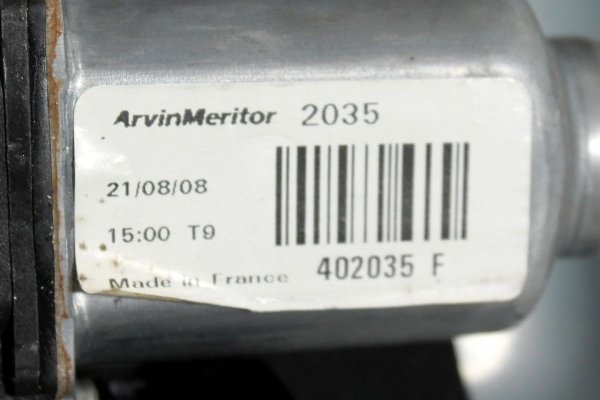 ArvinMeritor 2035
21/08/08
15:00 T9
Made in France 402035 F